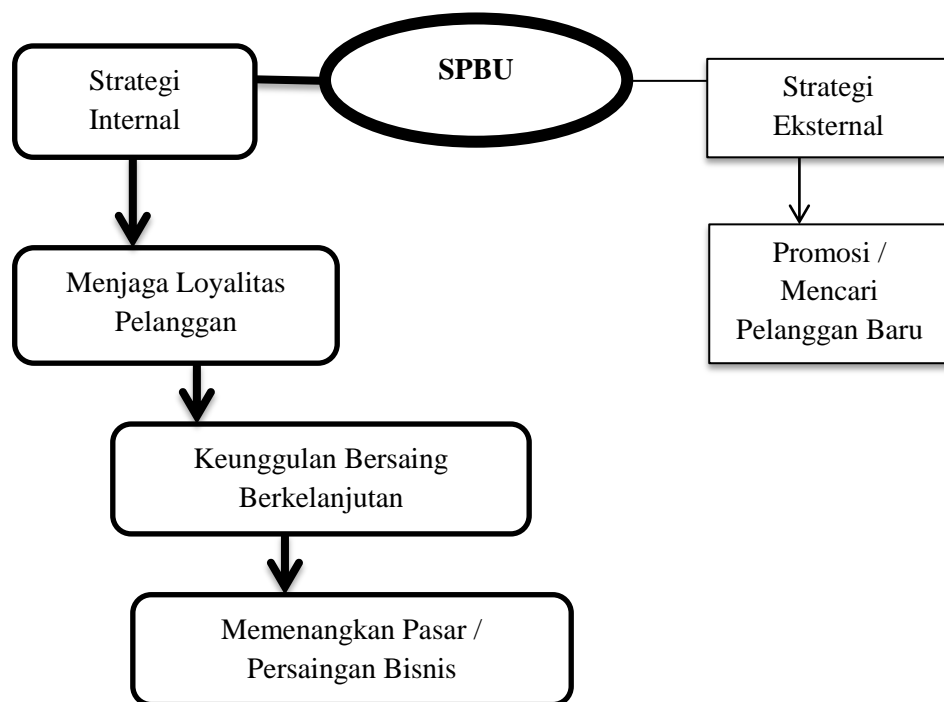 SPBU
Strategi
Internal
Strategi
Eksternal
Menjaga Loyalitas
Pelanggan
Promosi /
Mencari
Pelanggan Baru
Keunggulan Bersaing
Berkelanjutan
Memenangkan Pasar /
Persaingan Bisnis